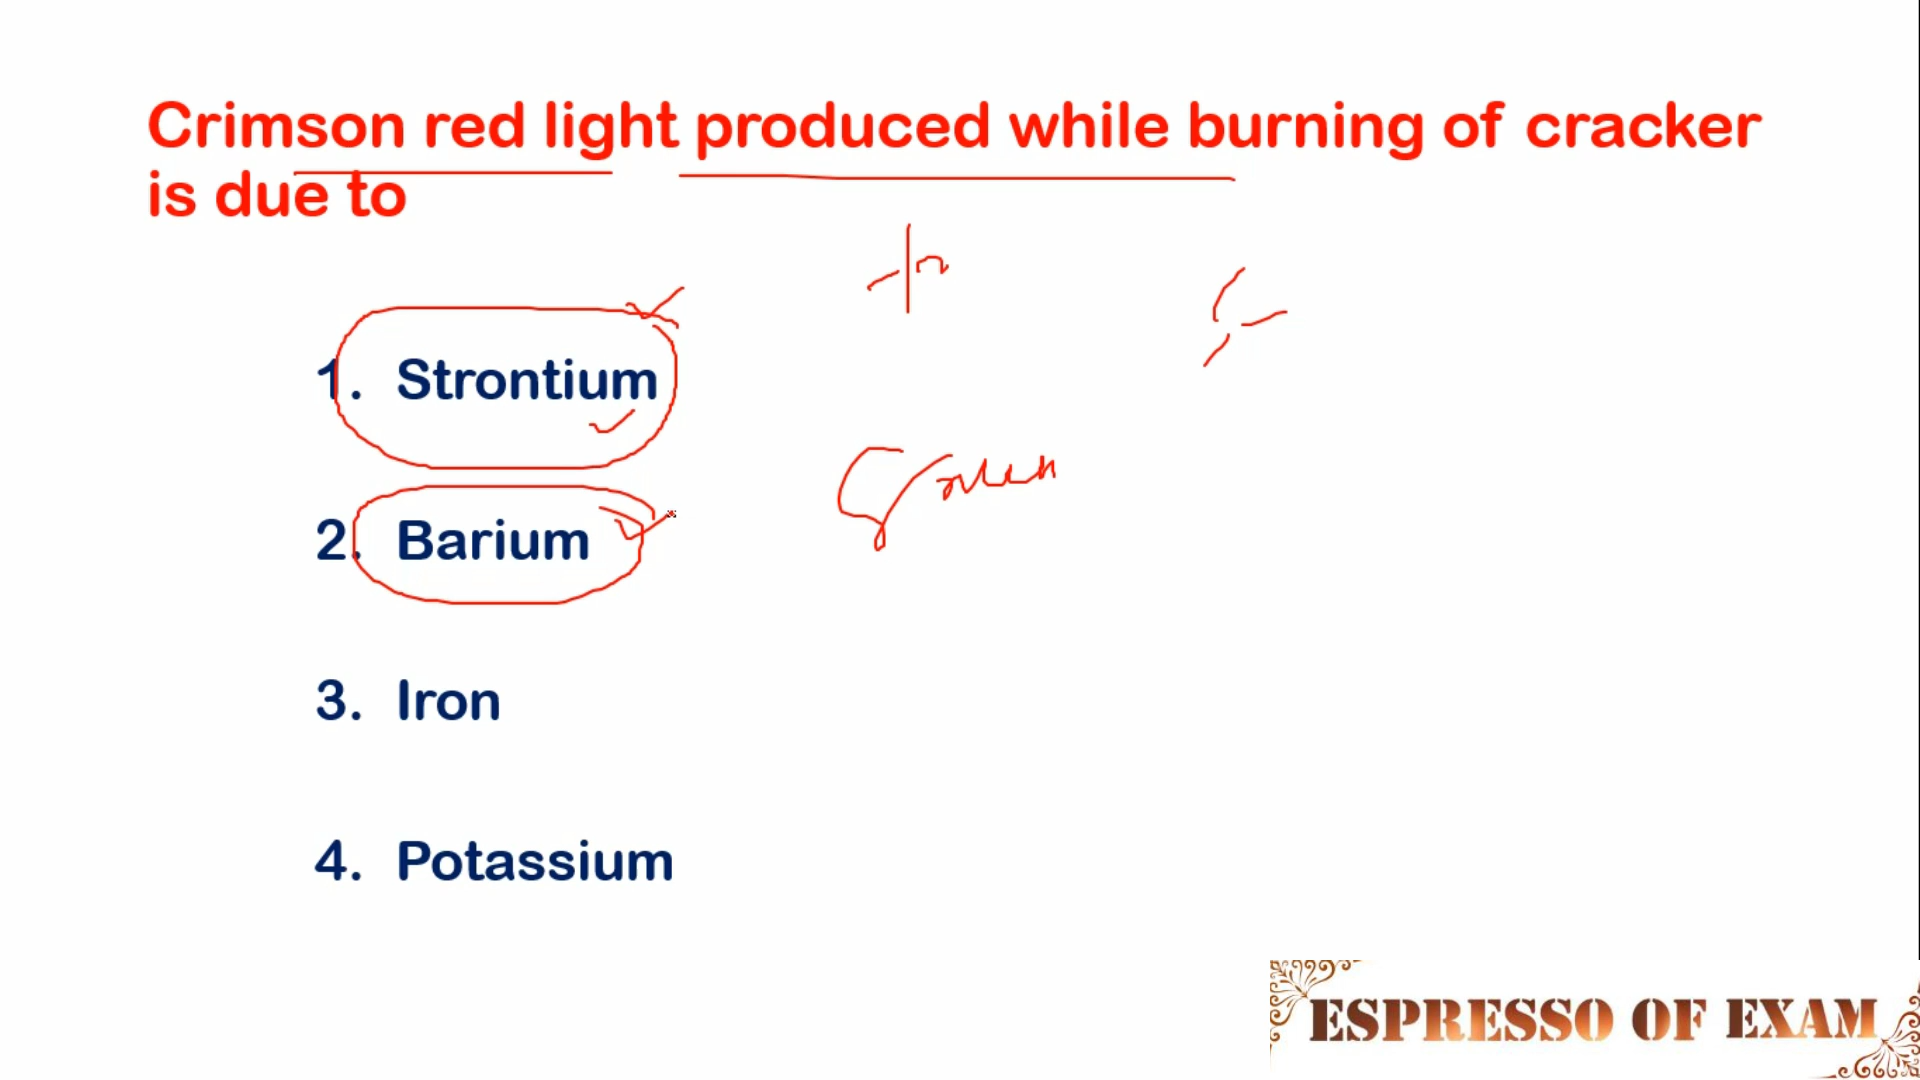 Crimson red light produced while burning of cracker
is due to
1. Strontium
2. Barium
3. Iron
4. Potassium
ESPRESSO OF EXAM